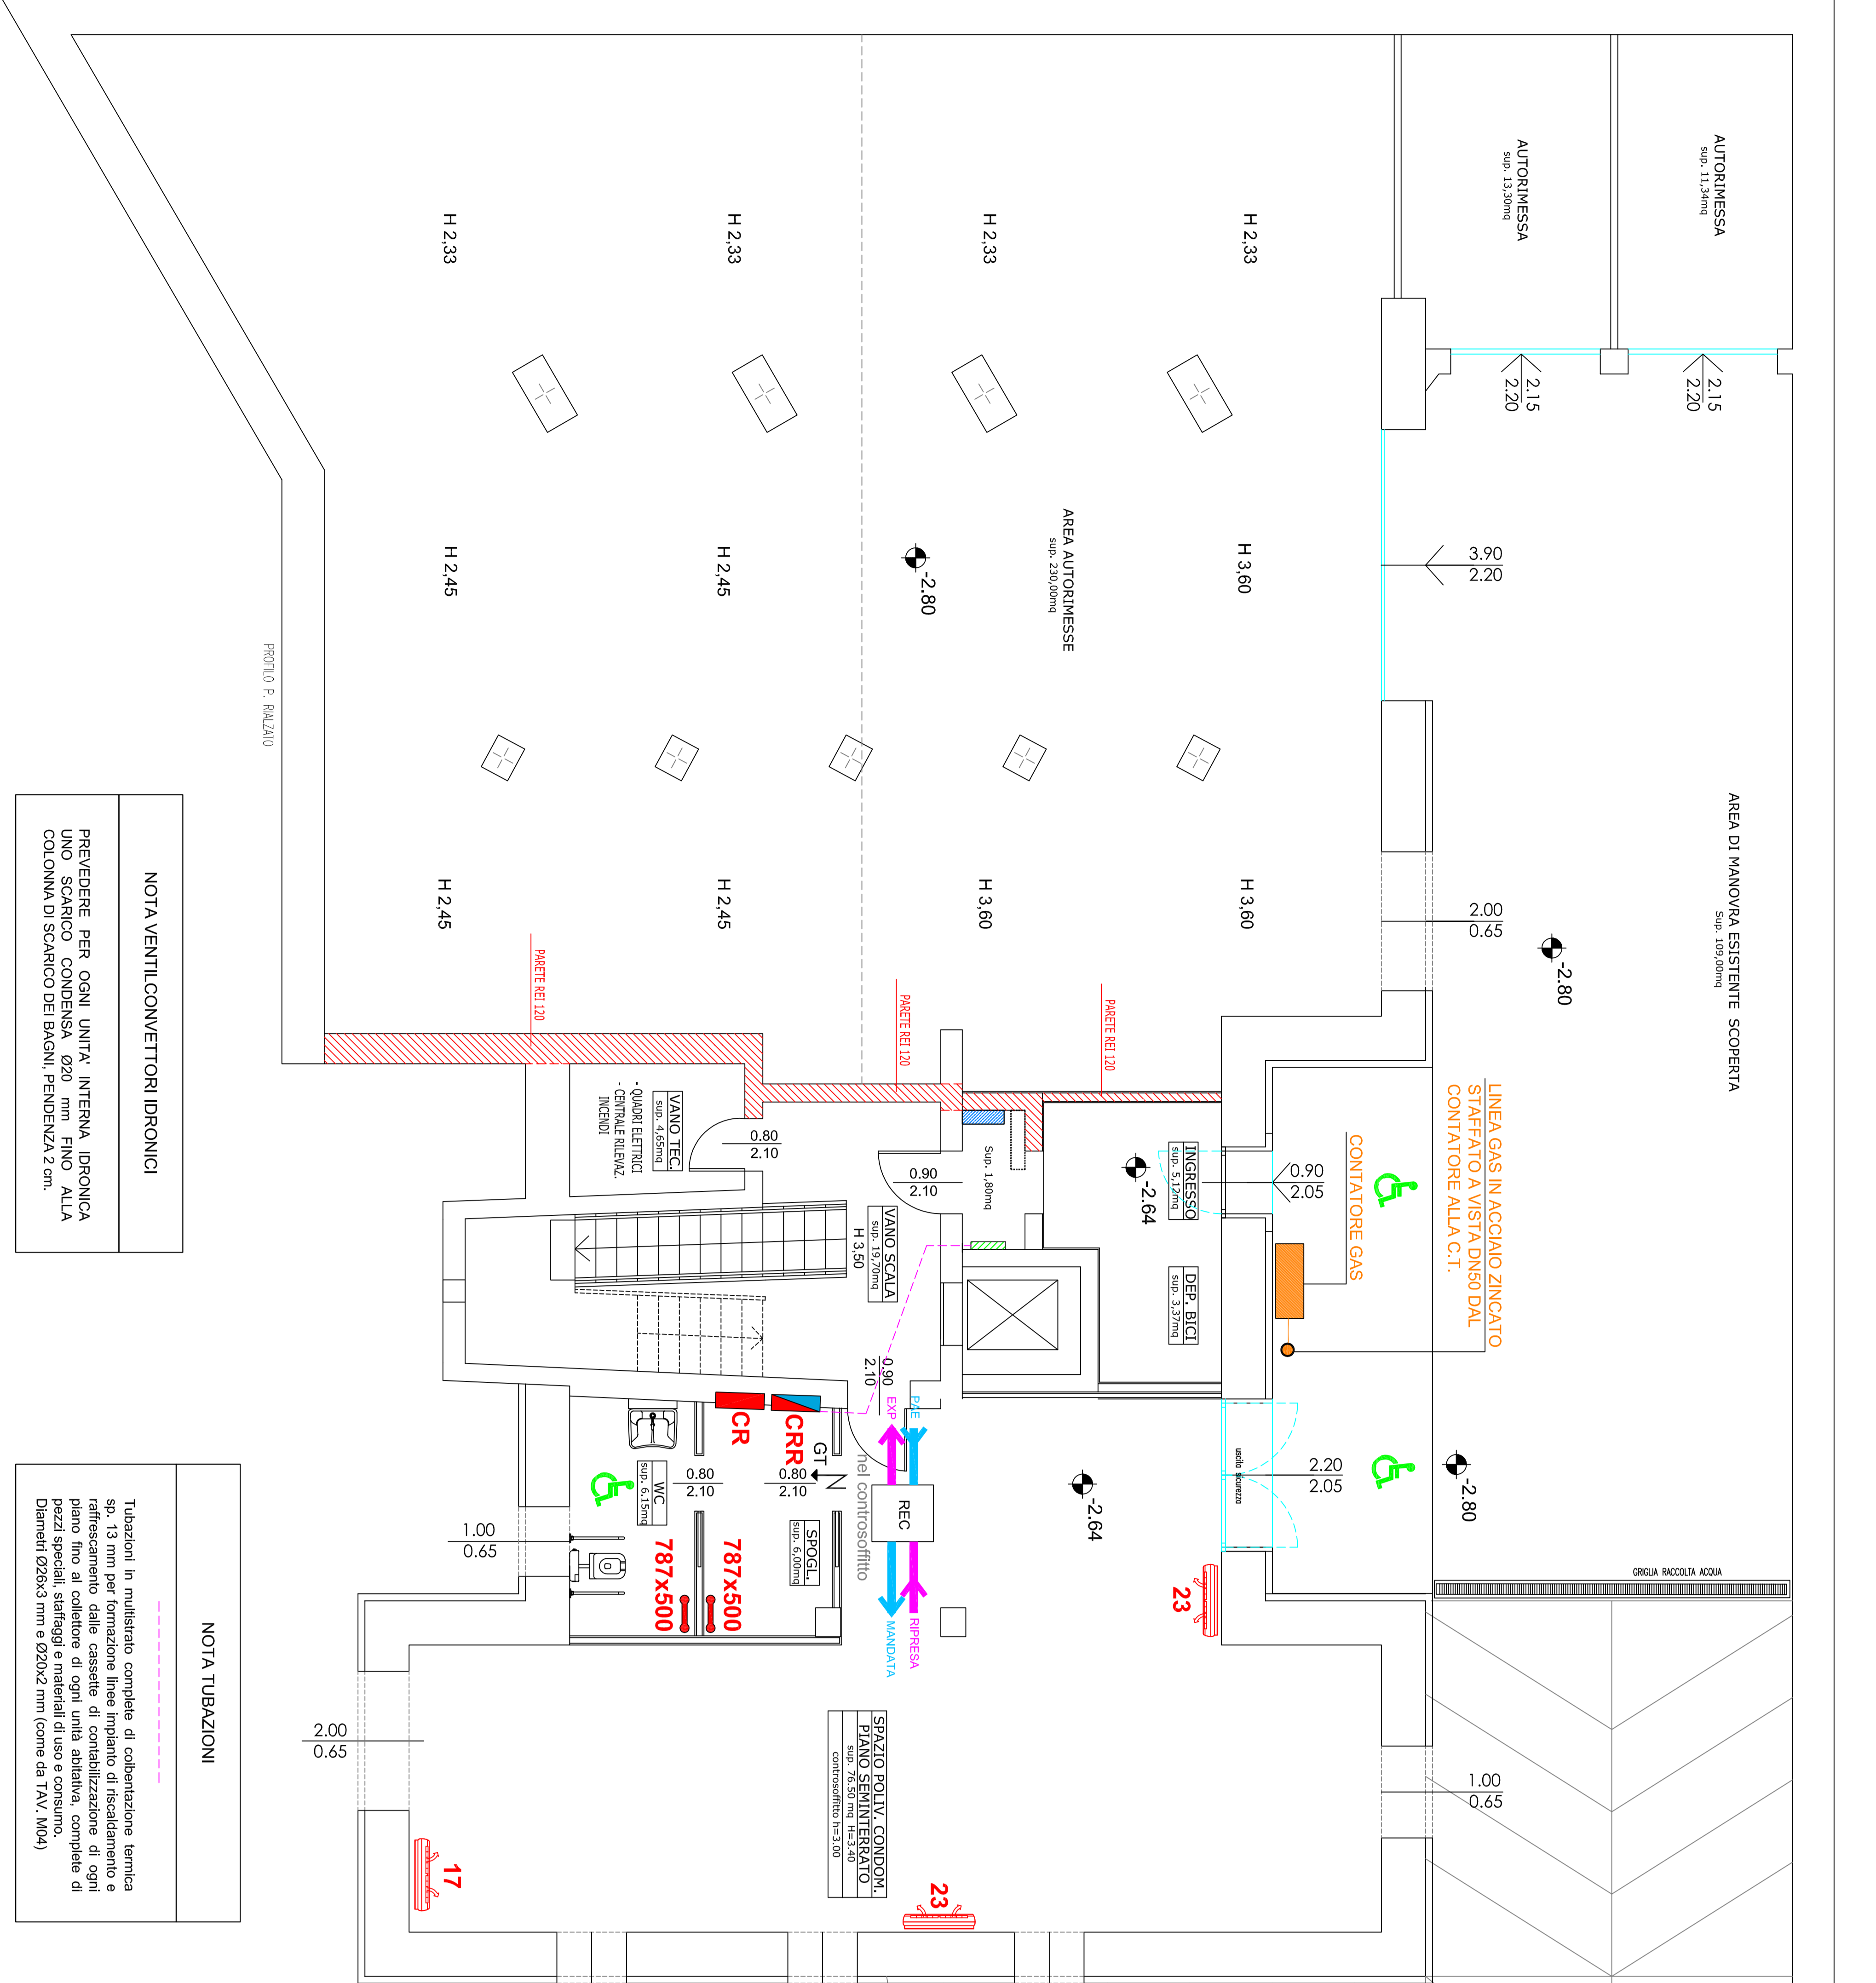 AUTORIMESSA
sup. 11,34mq
AUTORIMESSA
sup. 13,30mq
2.15
2.20
2.15
2.20
H 2,33
H 2,33
H 2,33
H 2,33
3.90
2.20
AREA AUTORIMESSE
sup. 230,00mq
H 3,60
-2.80
H 2,45
H 2,45
PROFILO P. RIALZATO
AREA DI MANOVRA ESISTENTE SCOPERTA
Sup. 109,00mq
2.00
0.65
-2.80
H 3,60
H 3,60
H 2,45
H 2,45
PARETE REI 120
PARETE REI 120
PARETE REI 120
LINEA GAS IN ACCIAIO ZINCATO
STAFFATO A VISTA DN50 DAL
CONTATORE ALLA C.T.
CONTATORE GAS
0.90
2.05
INGRESSO
sup. 5,12mq
-2.64
Sup. 1,80mq
0.90
2.10
0.80
2.10
VANO TEC.
sup. 4,65mq
- QUADRI ELETTRICI
- CENTRALE RILEVAZ.
INCENDI
VANO SCALA
sup. 19,70mq
H 3,50
DEP. BICI
sup. 3,37mq
0.90
2.10
-2.80
2.20
2.05
uscita sicurezza
-2.64
PAE
EXP
REC
RIPRESA
MANDATA
nel controsoffitto
N
GT
CRR
CR
0.80
2.10
0.80
2.10
SPOGL.
sup. 6,00mq
WC
sup. 6.15mq
787x500
787x500
1.00
0.65
23
GRIGLIA RACCOLTA ACQUA
1.00
0.65
SPAZIO POLIV. CONDOM.
PIANO SEMINTERRATO
sup. 76.50 mq H=3.40
controsoffitto h=3.00
2.00
0.65
23
17
NOTA VENTILCONVETTORI IDRONICI
PREVEDERE PER OGNI UNITA' INTERNA IDRONICA
UNO SCARICO CONDENSA Ø20 mm FINO ALLA
COLONNA DI SCARICO DEI BAGNI, PENDENZA 2 cm.
NOTA TUBAZIONI
Tubazioni in multistrato complete di coibentazione termica
sp. 13 mm per formazione linee impianto di riscaldamento e
raffrescamento dalle cassette di contabilizzazione di ogni
piano fino al collettore di ogni unità abitativa, complete di
pezzi speciali, staffaggi e materiali di uso e consumo.
Diametri Ø26x3 mm e Ø20x2 mm (come da TAV. M04)